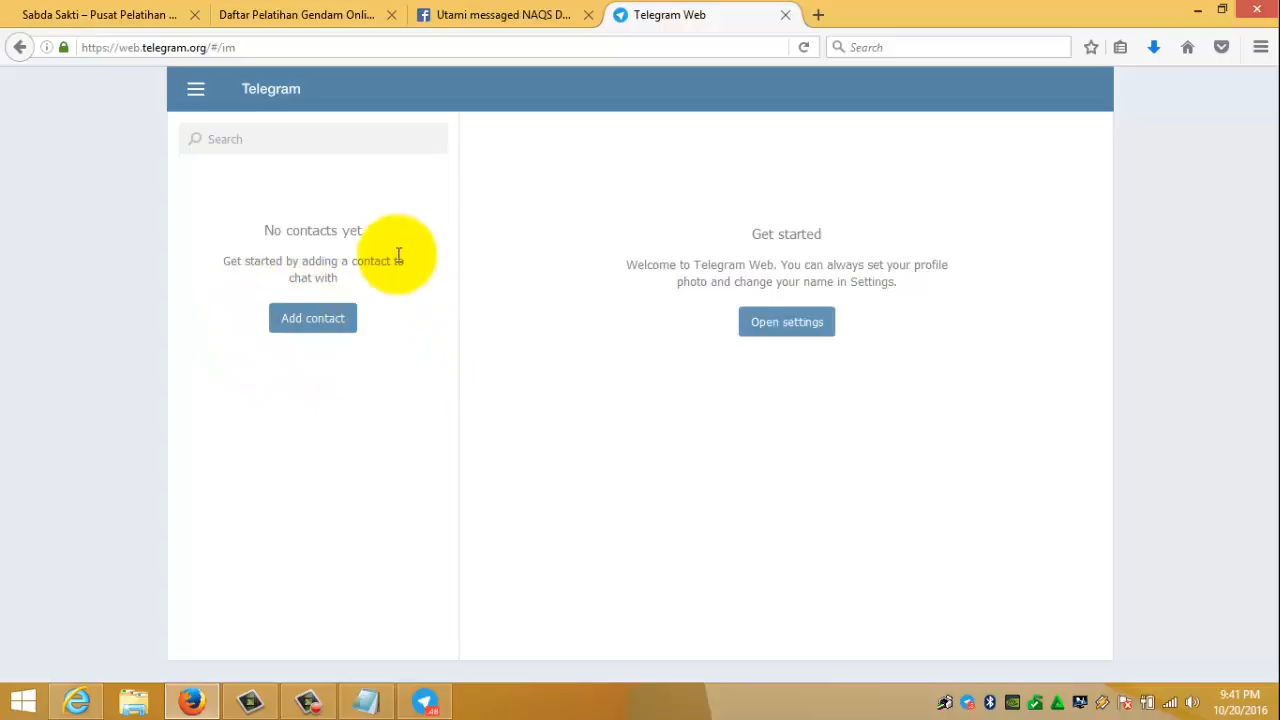 Sabda Sakti – Pusat Pelatihan ...
Daftar Pelatihan Gendam Onli...
Utami messaged NAQS D...
Telegram Web
https://web.telegram.org/#/im
Search
Telegram
Search
No contacts yet
Get started by adding a contact to
chat with
Add contact
Get started
Welcome to Telegram Web. You can always set your profile
photo and change your name in Settings.
Open settings
9:41 PM
10/20/2016